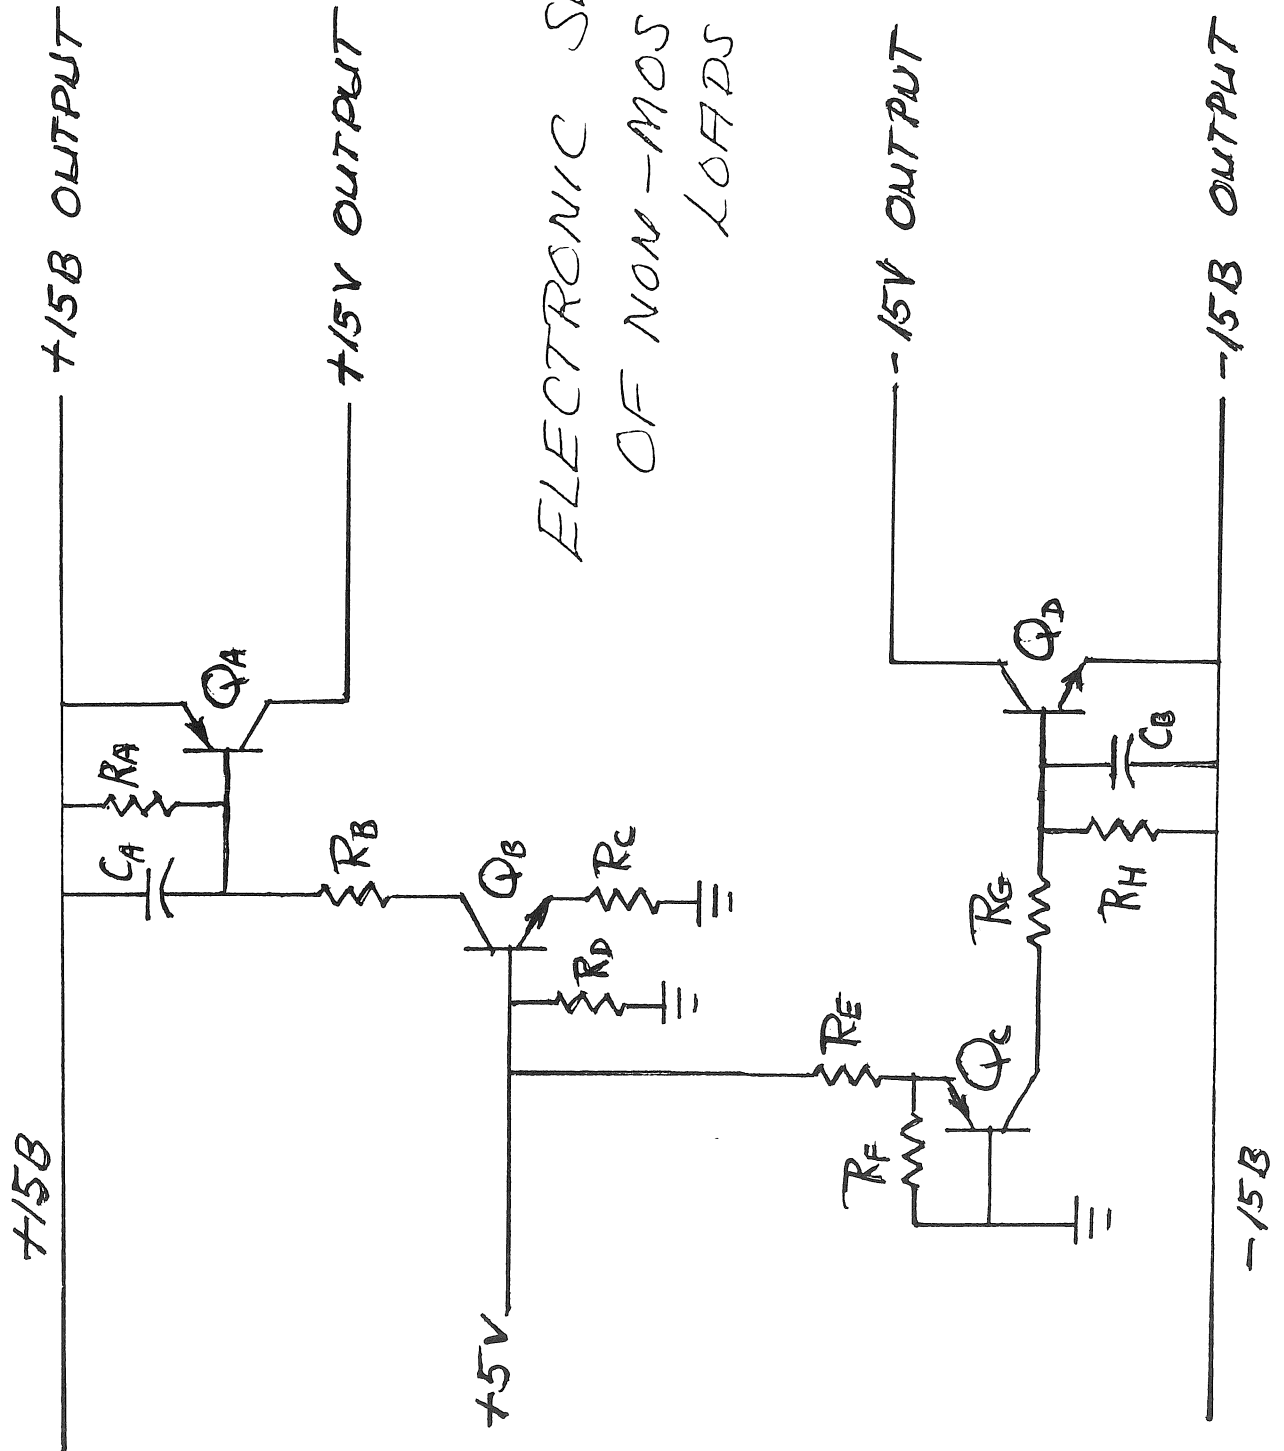 +15B
+15B OUTPUT
CA
RA
QA
+15V OUTPUT
RB
QB
RC
RD
ELECTRONIC
OF NON-MOS
LOADS
+5V
RE
RF
QC
RG
-15V OUTPUT
QD
RH
CB
-15B
-15B OUTPUT